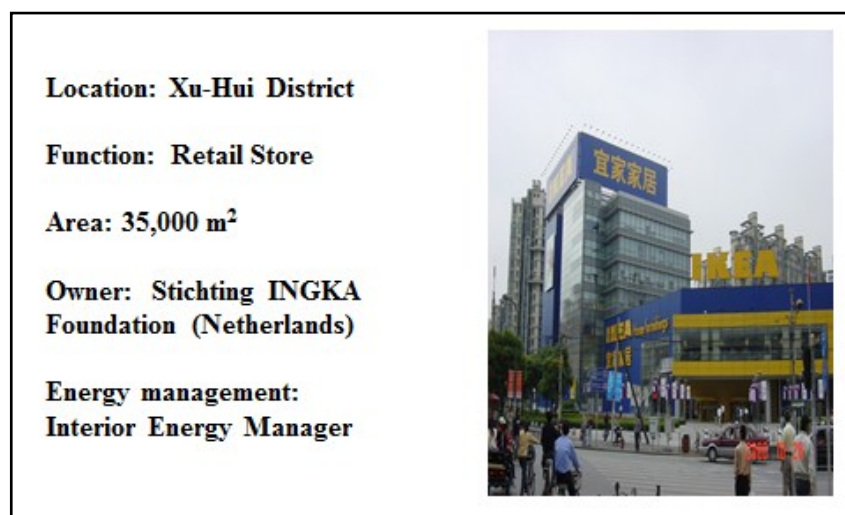 Location: Xu-Hui District
Function: Retail Store
Area: 35,000 m²
Owner: Stichting INGKA
Foundation (Netherlands)
Energy management:
Interior Energy Manager
宜家家居
IKEA
IKEA